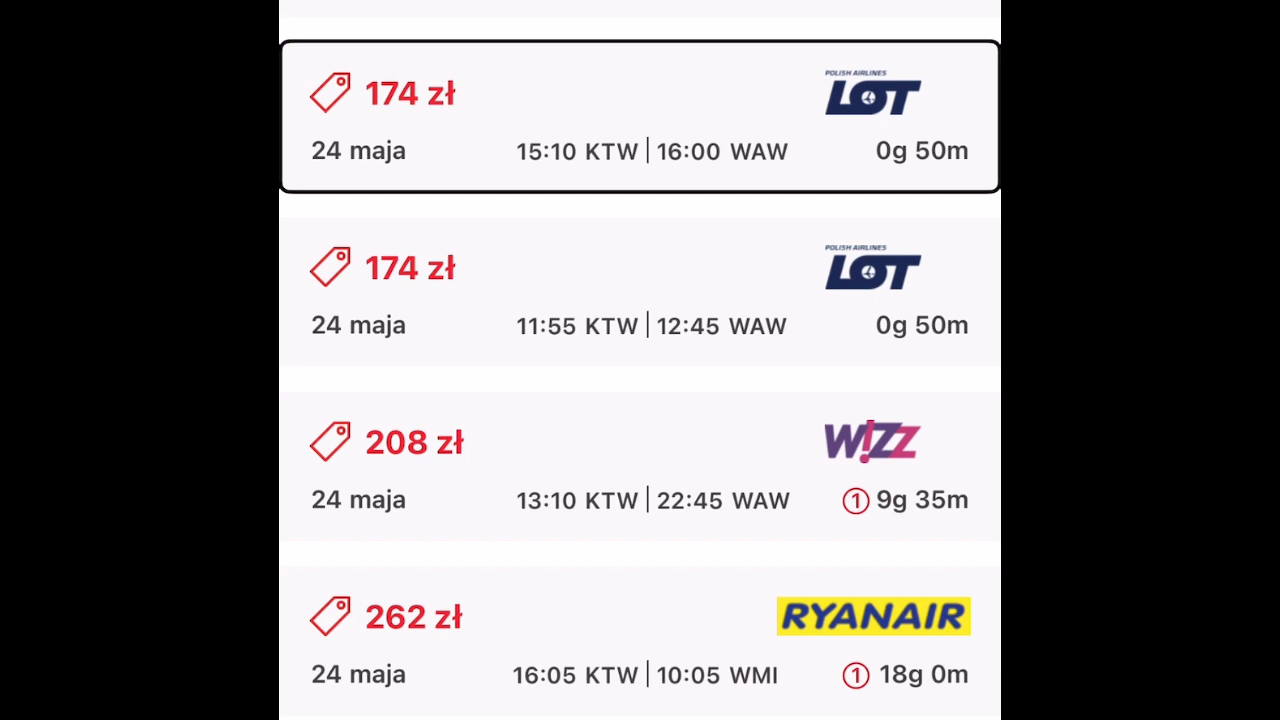 174 zł
POLISH AIRLINES
LOT
24 maja 15:10 KTW | 16:00 WAW 0g 50m
174 zł
POLISH AIRLINES
LOT
24 maja 11:55 KTW | 12:45 WAW 0g 50m
208 zł W!ZZ
24 maja 13:10 KTW | 22:45 WAW 1 9g 35m
262 zł RYANAIR
24 maja 16:05 KTW | 10:05 WMI 1 18g 0m